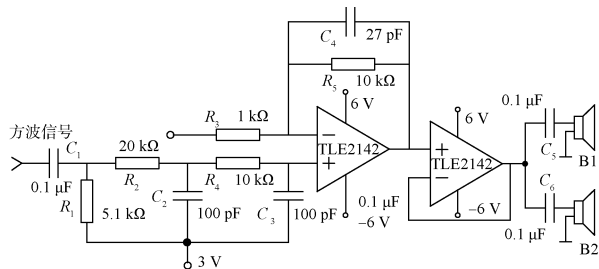 C4
27 pF
R5
10 kΩ
R3
1 kΩ
6 V
方波信号
C1
0.1 μF
R1
5.1 kΩ
20 kΩ
R2
C2
100 pF
R4
10 kΩ
C3
100 pF
−
+
TLE2142
0.1 μF
−6 V
6 V
+
TLE2142
−
−6 V
0.1 μF
C5
B1
C6
0.1 μF
B2
3 V